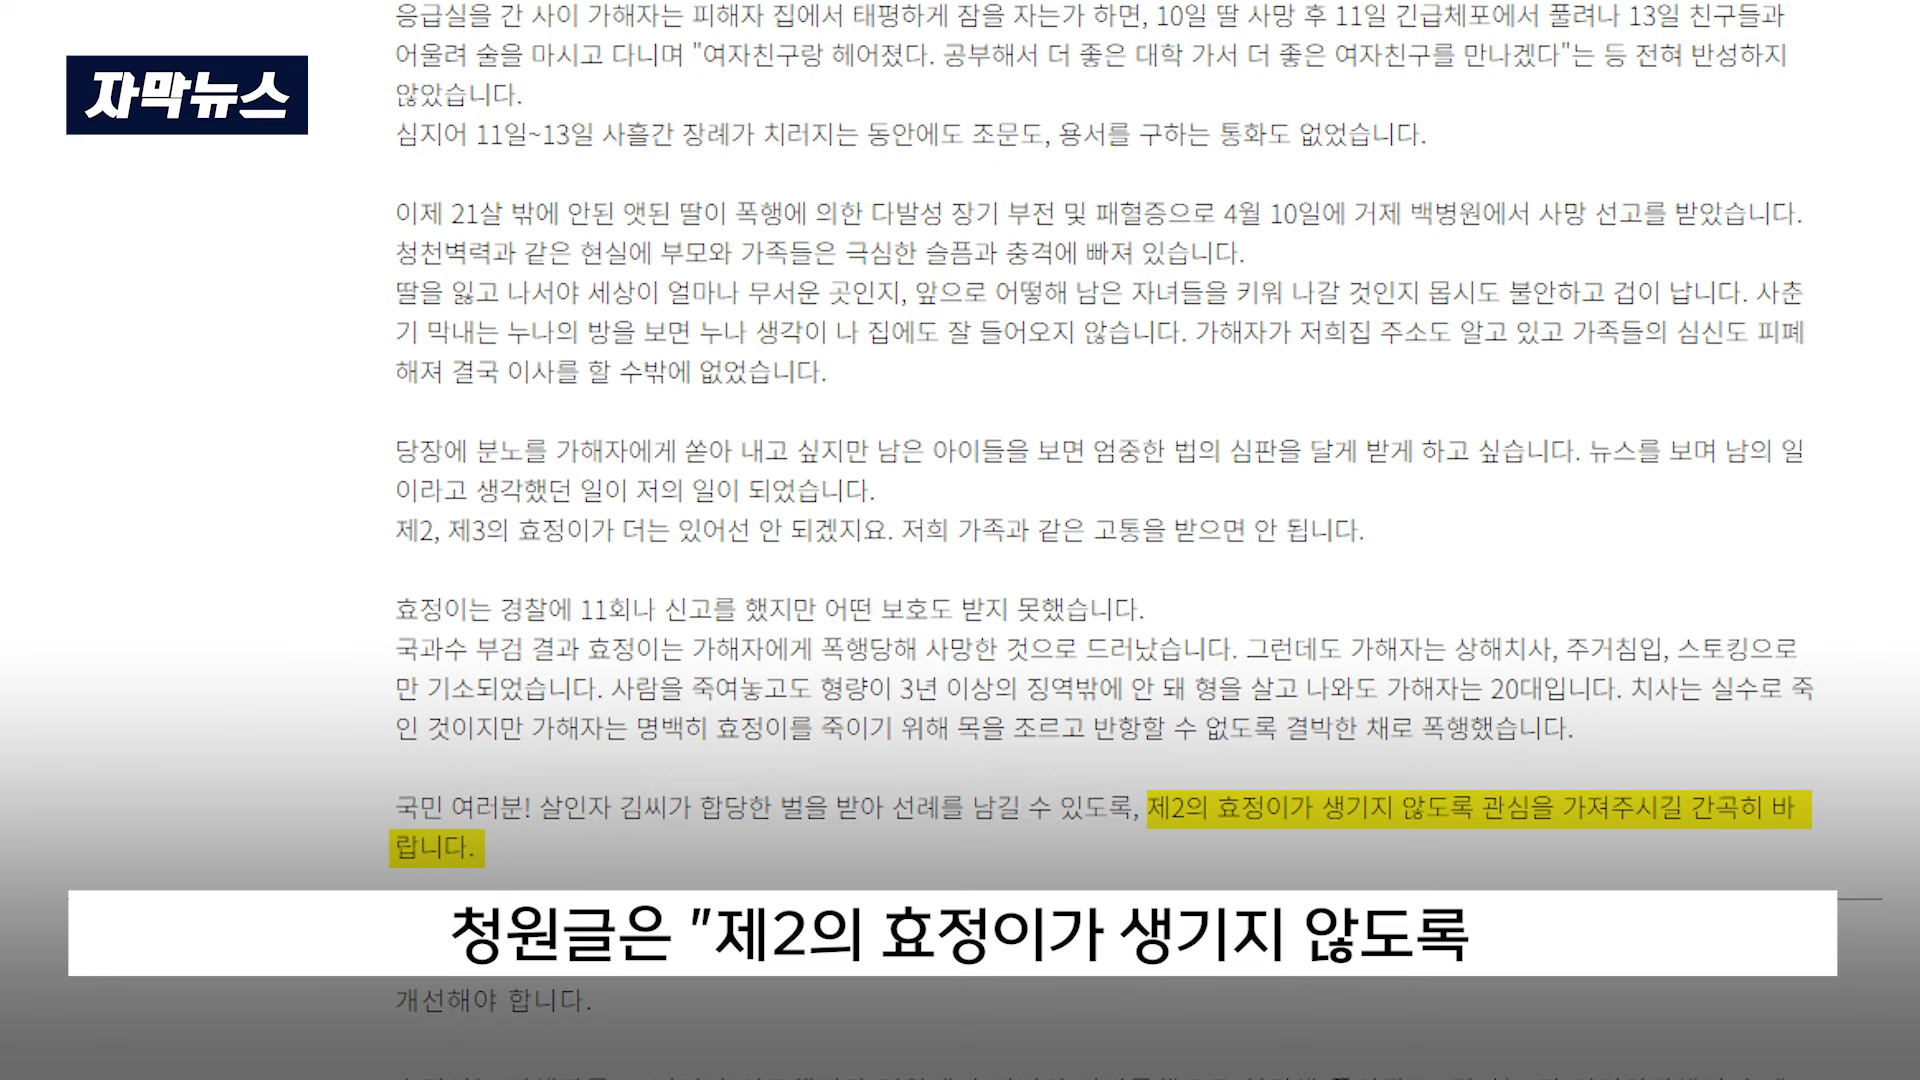 응급실을 간 사이 가해자는 피해자 집에서 태평하게 잠을 자는가 하면, 10일 딸 사망 후 11일 긴급체포에서 풀려나 13일 친구들과
어울려 술을 마시고 다니며 "여자친구랑 헤어졌다. 공부해서 더 좋은 대학 가서 더 좋은 여자친구를 만나겠다"는 등 전혀 반성하지
자막뉴스
않았습니다.
심지어 11일~13일 사흘간 장례가 치러지는 동안에도 조문도, 용서를 구하는 통화도 없었습니다.
이제 21살 밖에 안된 앳된 딸이 폭행에 의한 다발성 장기 부전 및 패혈증으로 4월 10일에 거제 백병원에서 사망 선고를 받았습니다.
청천벽력과 같은 현실에 부모와 가족들은 극심한 슬픔과 충격에 빠져 있습니다.
딸을 잃고 나서야 세상이 얼마나 무서운 곳인지, 앞으로 어떻해 남은 자녀들을 키워 나갈 것인지 몹시도 불안하고 겁이 납니다. 사춘
기 막내는 누나의 방을 보면 누나 생각이 나 집에도 잘 들어오지 않습니다. 가해자가 저희집 주소도 알고 있고 가족들의 심신도 피폐
해져 결국 이사를 할 수밖에 없었습니다.
당장에 분노를 가해자에게 쏟아 내고 싶지만 남은 아이들을 보면 엄중한 법의 심판을 달게 받게 하고 싶습니다. 뉴스를 보며 남의 일
이라고 생각했던 일이 저의 일이 되었습니다.
제2, 제3의 효정이가 더는 있어선 안 되겠지요. 저희 가족과 같은 고통을 받으면 안 됩니다.
효정이는 경찰에 11회나 신고를 했지만 어떤 보호도 받지 못했습니다.
국과수 부검 결과 효정이는 가해자에게 폭행당해 사망한 것으로 드러났습니다. 그런데도 가해자는 상해치사, 주거침입, 스토킹으로
만 기소되었습니다. 사람을 죽여놓고도 형량이 3년 이상의 징역밖에 안 돼 형을 살고 나와도 가해자는 20대입니다. 치사는 실수로 죽
인 것이지만 가해자는 명백히 효정이를 죽이기 위해 목을 조르고 반항할 수 없도록 결박한 채로 폭행했습니다.
국민 여러분! 살인자 김씨가 합당한 벌을 받아 선례를 남길 수 있도록, 제2의 효정이가 생기지 않도록 관심을 가져주시길 간곡히 바
랍니다.
청원글은 "제2의 효정이가 생기지 않도록
개선해야 합니다.